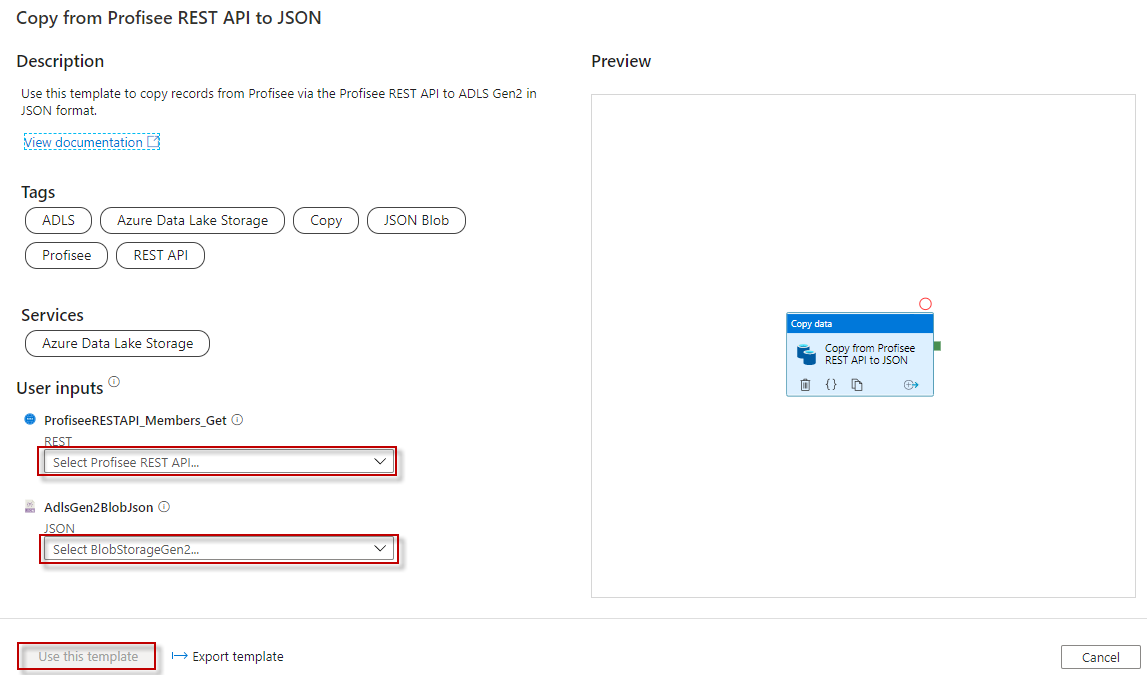 Copy from Profisee REST API to JSON
Description
Use this template to copy records from Profisee via the Profisee REST API to ADLS Gen2 in
JSON format.
View documentation
Tags
ADLS
Azure Data Lake Storage
Copy
JSON Blob
Profisee
REST API
Services
Azure Data Lake Storage
User inputs
ProfiseeRESTAPI_Members_Get
REST
Select Profisee REST API...
AdlsGen2BlobJson
JSON
Select BlobStorageGen2...
Preview
Copy data
Copy from Profisee
REST API to JSON
{}
Use this template
Export template
Cancel